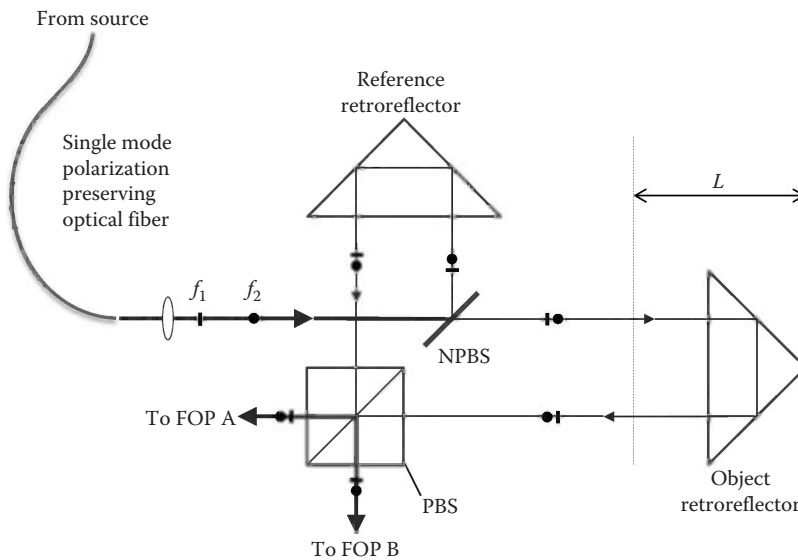 From source
Reference
retroreflector
Single mode
polarization
preserving
optical fiber
L
f1
f2
NPBS
To FOP A
PBS
Object
retroreflector
To FOP B